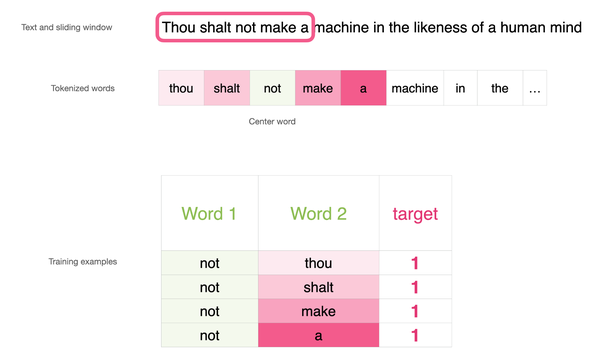 Text and sliding window Thou shalt not make a machine in the likeness of a human mind
Tokenized words thou shalt not make a machine in the ...
Center word
Word 1 Word 2 target
not thou 1
Training examples
not shalt 1
not make 1
not a 1